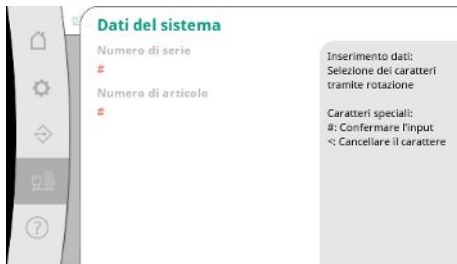 Dati del sistema
Numero di serie
#
Numero di articolo
#
Inserimento dati:
Selezione dei caratteri
tramite rotazione
Caratteri speciali:
#: Confermare l'input
<: Cancellare il carattere
?